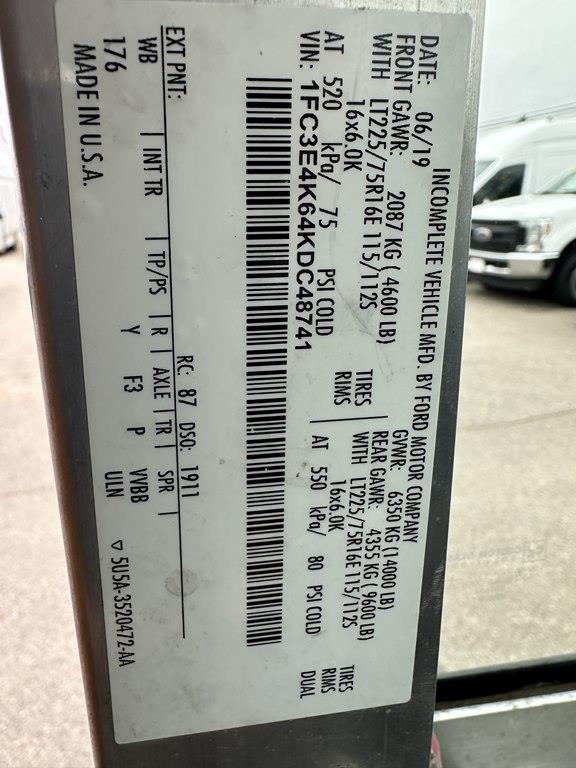 INCOMPLETE VEHICLE MFD. BY FORD MOTOR COMPANY
DATE: 06/19 GVWR: 6350 KG (14000 LB)
FRONT GAWR: 2087 KG (4600 LB) REAR GAWR: 4355 KG (9600 LB)
WITH LT225/75R16E 115/112S TIRES WITH LT225/75R16E 115/112S TIRES
16x6.0K RIMS 16x6.0K RIMS
AT 520 kPa/ 75 PSI COLD AT 550 kPa/ 80 PSI COLD DUAL
VIN: 1FC3E4K64KDC48741
EXT PNT: RC: 87 DSO: 1911
WB | INT TR | TP/PS | R | AXLE | TR | SPR
176 Y F3 P VVBB
ULN
MADE IN U.S.A. ▽ 5U5A-3520472-AA